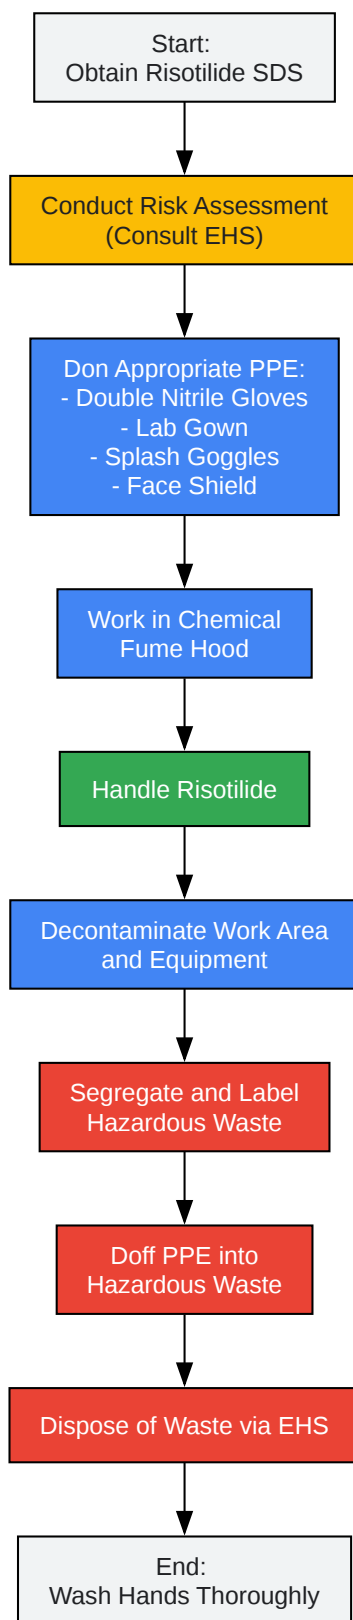 Start:
Obtain Risotilide SDS
Conduct Risk Assessment
(Consult EHS)
Don Appropriate PPE:
- Double Nitrile Gloves
- Lab Gown
- Splash Goggles
- Face Shield
Work in Chemical
Fume Hood
Handle Risotilide
Decontaminate Work Area
and Equipment
Segregate and Label
Hazardous Waste
Doff PPE into
Hazardous Waste
Dispose of Waste via EHS
End:
Wash Hands Thoroughly